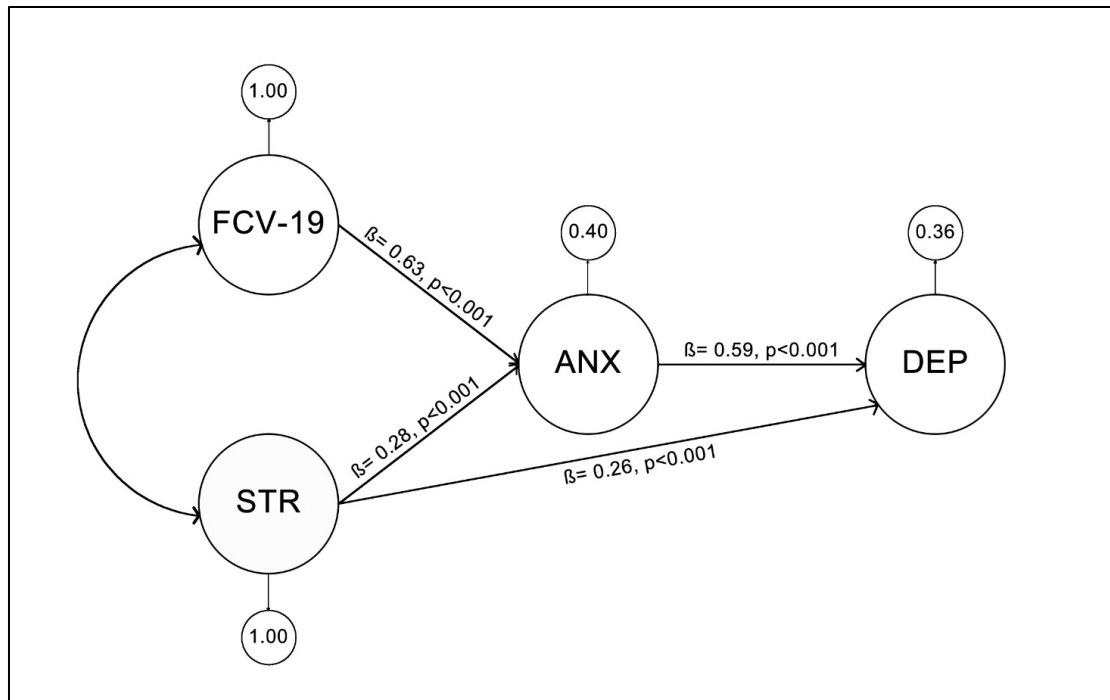 1.00
FCV-19
ß= 0.63, p<0.001
0.40
0.36
ANX
ß= 0.59, p<0.001
DEP
ß= 0.28, p<0.001
ß= 0.26, p<0.001
STR
1.00